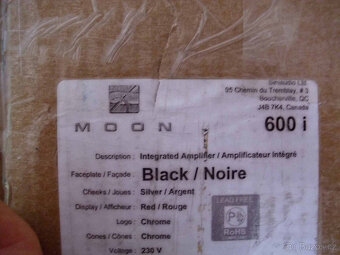 Simaudio Ltd.
95 Chemin du Tremblay, # 3
Boucherville, QC
J4B 7K4, Canada
MOON
600 i
Description : Integrated Amplifier / Amplificateur Intégré
Faceplate / Façade : Black / Noire
Cheeks / Joues : Silver / Argent
Display / Afficheur : Red / Rouge
Logo : Chrome
Cones / Cônes : Chrome
Voltage : 230 V
LEAD FREE
Pb
RoHS